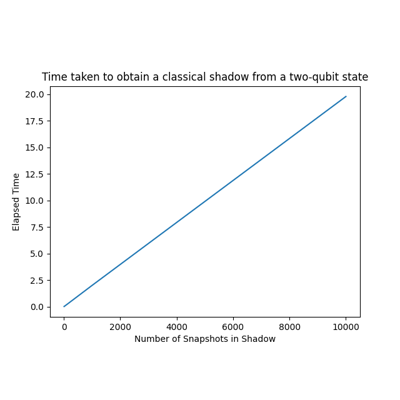 Time taken to obtain a classical shadow from a two-qubit state
20.0
17.5
15.0
12.5
10.0
7.5
5.0
2.5
0.0
Elapsed Time
0 2000 4000 6000 8000 10000
Number of Snapshots in Shadow